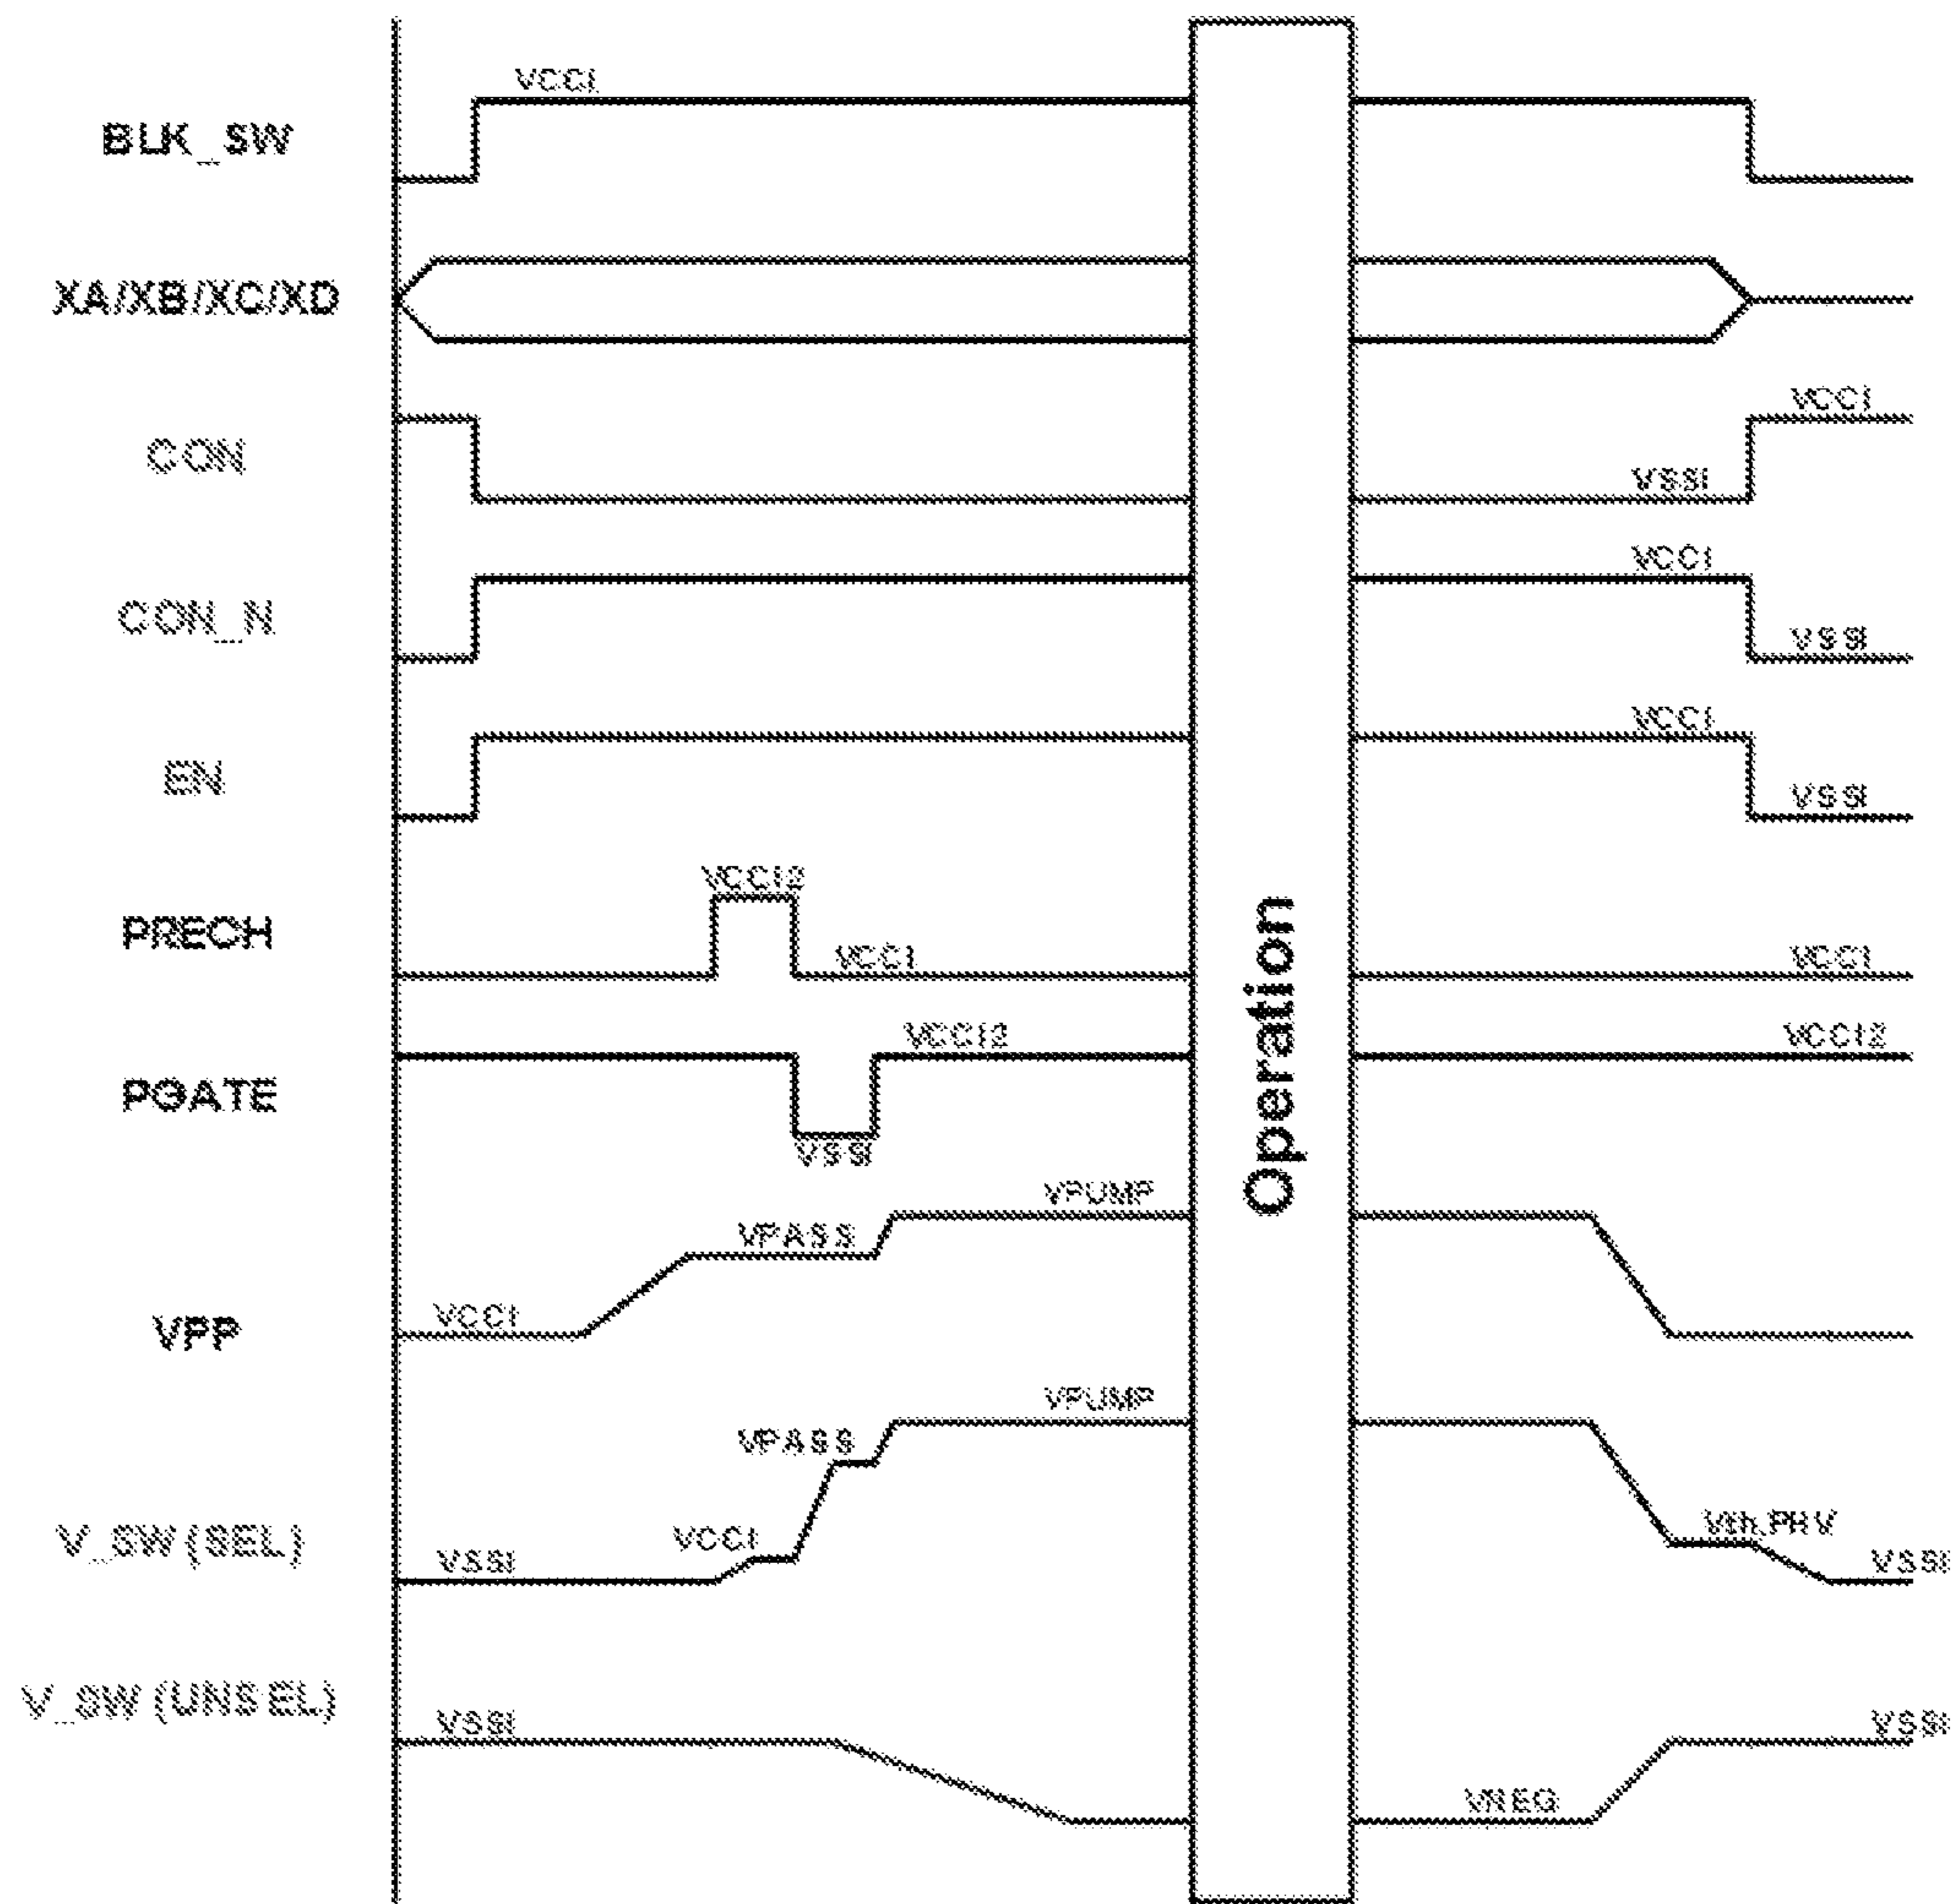 VCCI
BLK_SW
XA/XB/XC/XD
VCCI
CON
VSSI
VCCI
CON_N
VSSI
VCCI
EN
VSSI
VCCI2
PRECH
VCCI
VCCI
VCCI2
VCCI2
PGATE
VSSI
Operation
VPUMP
VPASS
VCCI
VPP
VPUMP
VPASS
Vth.PHV
VCCI
V_SW (SEL)
VSSI
VSSI
V_SW (UNSEL)
VSSI
VSSI
VNEG